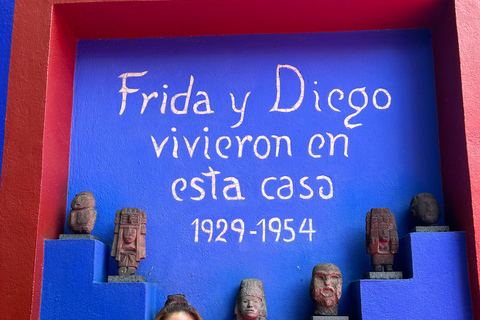 Frida y Diego
vivieron en
esta casa
1929-1954